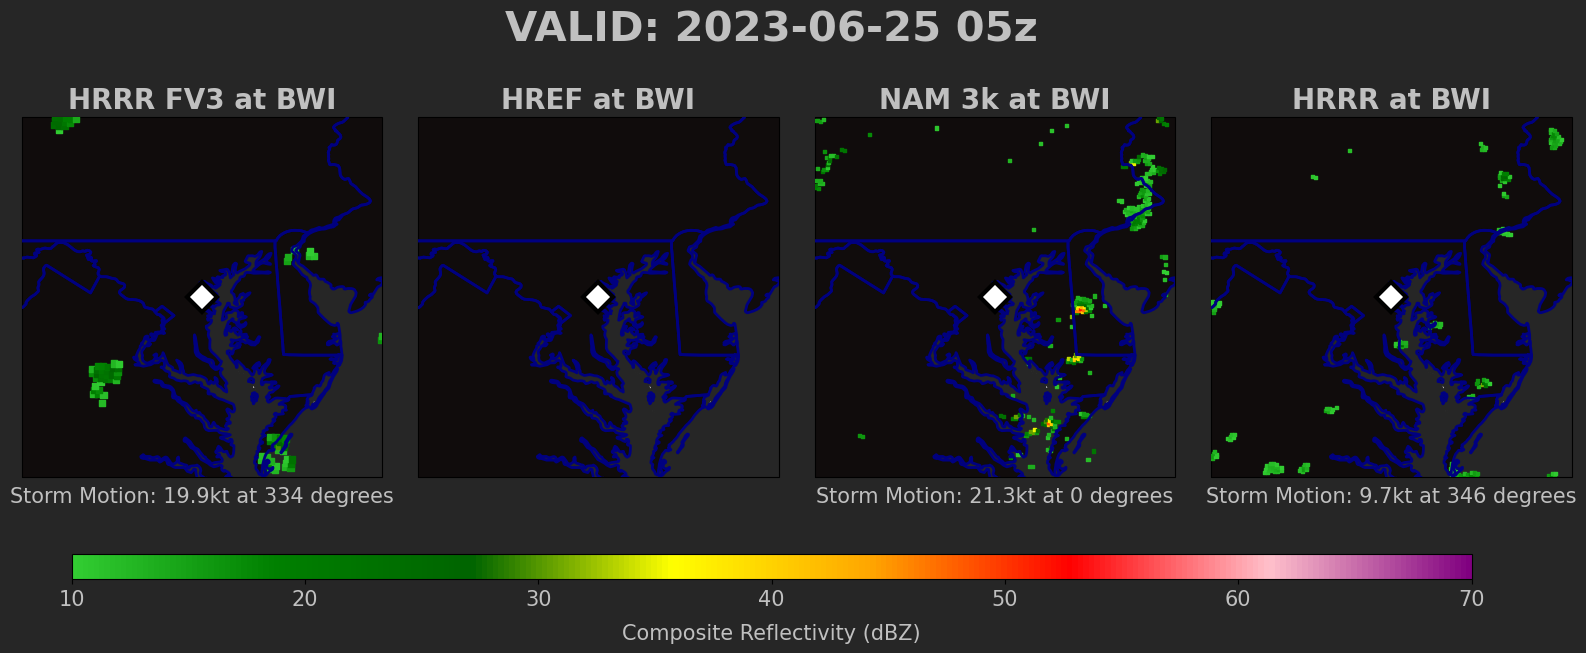 VALID: 2023-06-25 05z
HRRR FV3 at BWI
HREF at BWI
NAM 3k at BWI
HRRR at BWI
Storm Motion: 19.9kt at 334 degrees
Storm Motion: 21.3kt at 0 degrees
Storm Motion: 9.7kt at 346 degrees
10 20 30 40 50 60 70
Composite Reflectivity (dBZ)